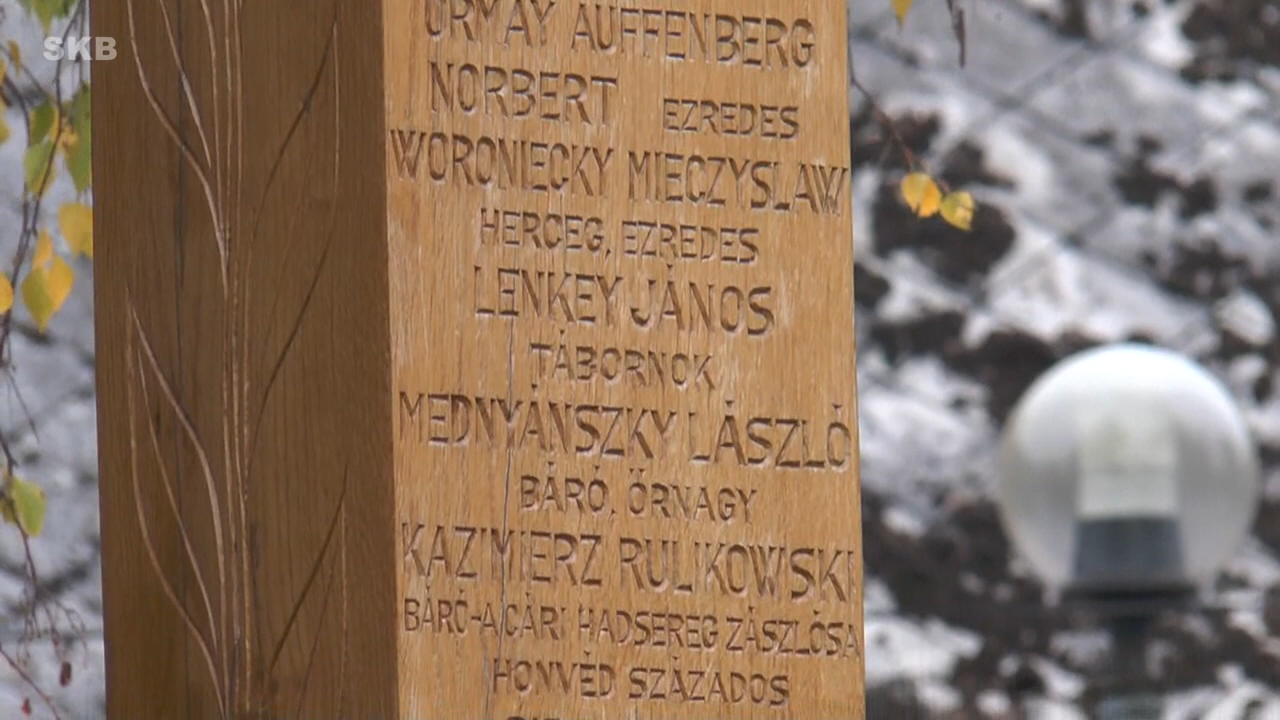 SKB
ORMAY AUFFENBERG
NORBERT EZREDES
WORONIECKY MIECZYSLAW
HERCEG, EZREDES
LENKEY JÁNOS
TÁBORNOK
MEDNYÁNSZKY LÁSZLÓ
BÁRÓ, ŐRNAGY
KAZIMIERZ RULIKOWSKI
BÁRÓ-A CÁRI HADSEREG ZÁSZLÓSA
HONVÉD SZÁZADOS